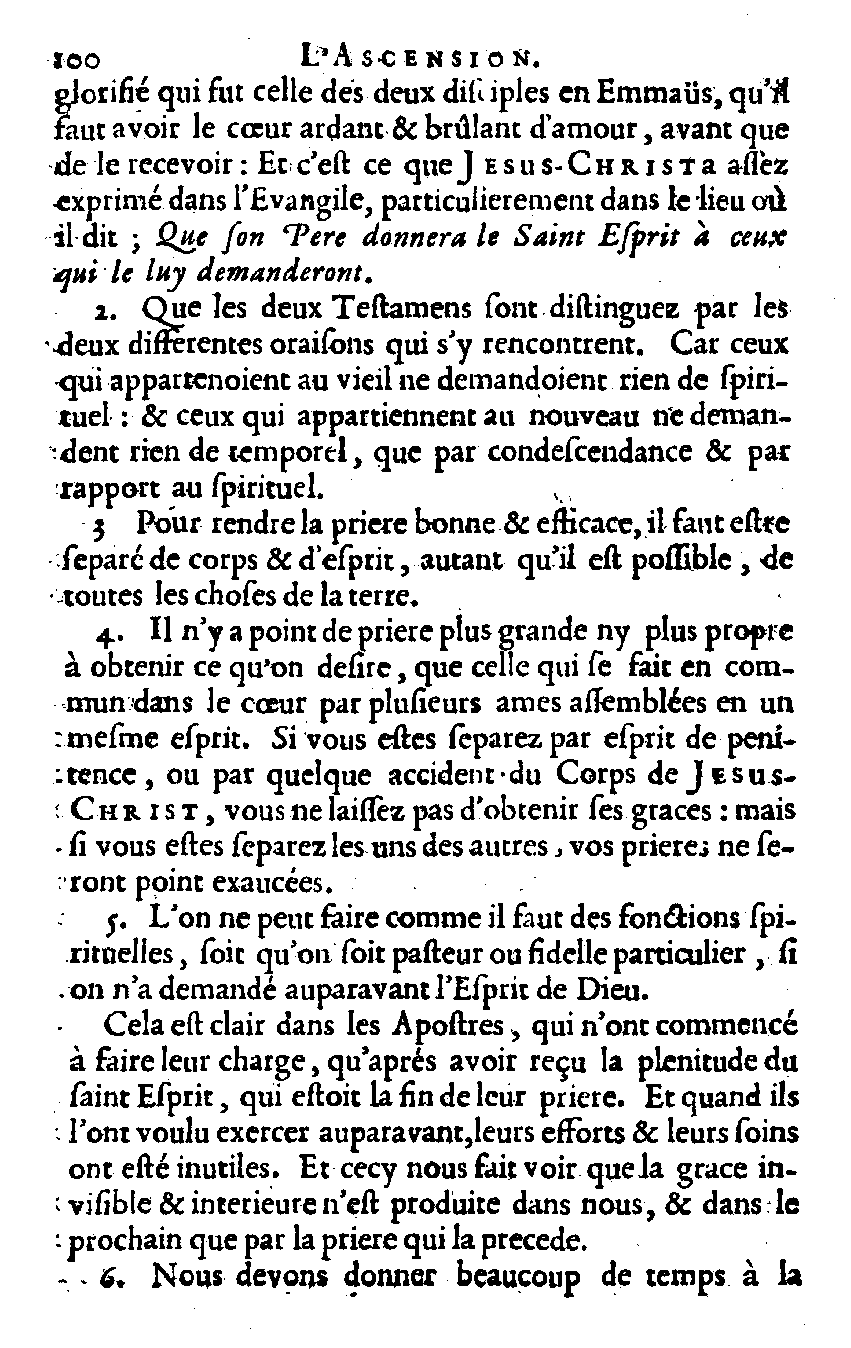 100 L'ASCENSION.
glorifié qui fut celle des deux diſciples en Emmaüs, qu'il
faut avoir le cœur ardant & brûlant d'amour, avant que
de le recevoir : Et c'eſt ce que JESUS-CHRIST a aſſez
exprimé dans l'Evangile, particulierement dans le lieu où
il dit ; Que ſon Pere donnera le Saint Eſprit à ceux
qui le luy demanderont.
2. Que les deux Teſtamens ſont diſtinguez par les
deux differentes oraiſons qui s'y rencontrent. Car ceux
qui appartenoient au vieil ne demandoient rien de ſpiri-
tuel : & ceux qui appartiennent au nouveau ne deman-
dent rien de temporel, que par condeſcendance & par
rapport au ſpirituel.
3 Pour rendre la priere bonne & efficace, il faut eſtre
ſeparé de corps & d'eſprit, autant qu'il eſt poſſible, de
toutes les choſes de la terre.
4. Il n'y a point de priere plus grande ny plus propre
à obtenir ce qu'on deſire, que celle qui ſe fait en com-
mun dans le cœur par pluſieurs ames aſſemblées en un
meſme eſprit. Si vous eſtes ſeparez par eſprit de peni-
tence, ou par quelque accident du Corps de JESUS-
CHRIST, vous ne laiſſez pas d'obtenir ſes graces : mais
ſi vous eſtes ſeparez les uns des autres, vos prieres ne ſe-
ront point exaucées.
5. L'on ne peut faire comme il faut des fonctions ſpi-
rituelles, ſoit qu'on ſoit paſteur ou fidelle particulier, ſi
on n'a demandé auparavant l'Eſprit de Dieu.
Cela eſt clair dans les Apoſtres, qui n'ont commencé
à faire leur charge, qu'aprés avoir reçu la plenitude du
ſaint Eſprit, qui eſtoit la fin de leur priere. Et quand ils
l'ont voulu exercer auparavant, leurs efforts & leurs ſoins
ont eſté inutiles. Et cecy nous fait voir que la grace in-
viſible & interieure n'eſt produite dans nous, & dans le
prochain que par la priere qui la precede.
6. Nous devons donner beaucoup de temps à la